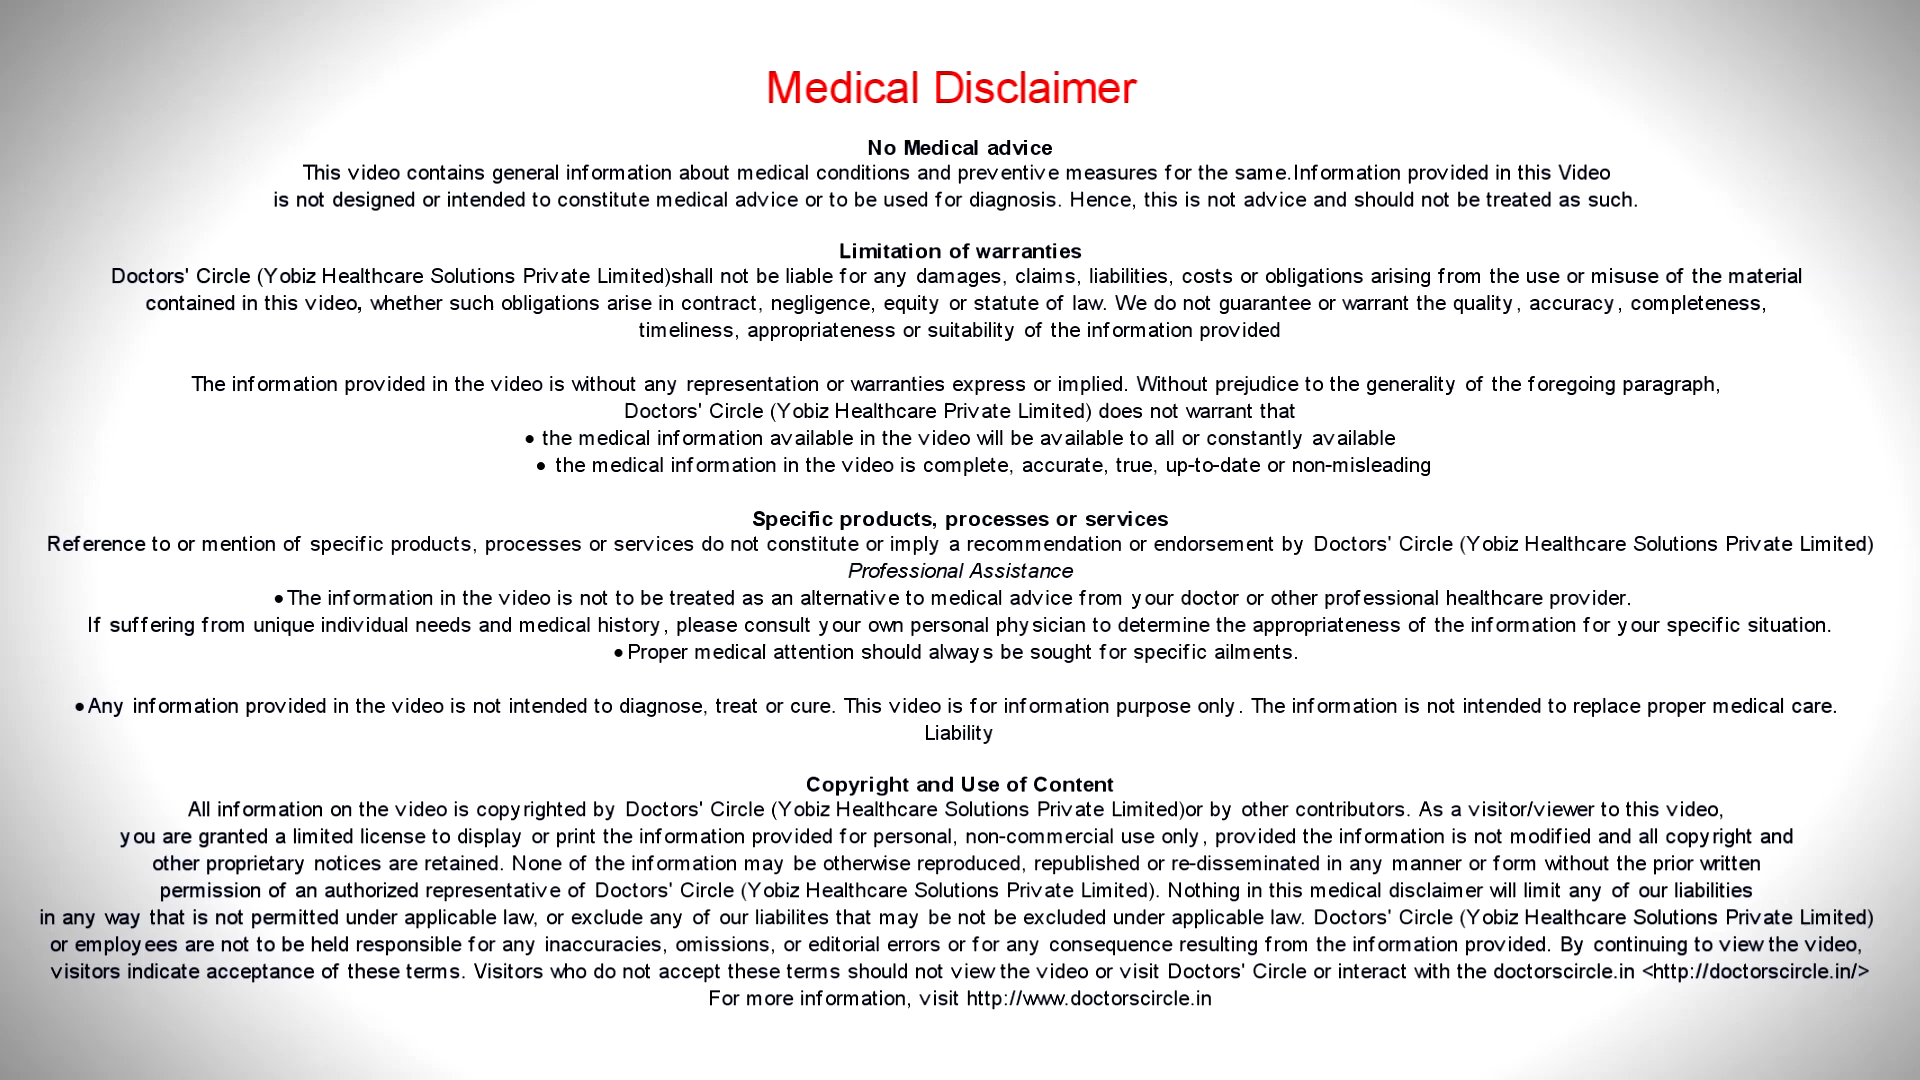 Medical Disclaimer
No Medical advice
This video contains general information about medical conditions and preventive measures for the same.Information provided in this Video
is not designed or intended to constitute medical advice or to be used for diagnosis. Hence, this is not advice and should not be treated as such.
Limitation of warranties
Doctors' Circle (Yobiz Healthcare Solutions Private Limited)shall not be liable for any damages, claims, liabilities, costs or obligations arising from the use or misuse of the material
contained in this video, whether such obligations arise in contract, negligence, equity or statute of law. We do not guarantee or warrant the quality, accuracy, completeness,
timeliness, appropriateness or suitability of the information provided
The information provided in the video is without any representation or warranties express or implied. Without prejudice to the generality of the foregoing paragraph,
Doctors' Circle (Yobiz Healthcare Private Limited) does not warrant that
• the medical information available in the video will be available to all or constantly available
• the medical information in the video is complete, accurate, true, up-to-date or non-misleading
Specific products, processes or services
Reference to or mention of specific products, processes or services do not constitute or imply a recommendation or endorsement by Doctors' Circle (Yobiz Healthcare Solutions Private Limited)
Professional Assistance
•The information in the video is not to be treated as an alternative to medical advice from your doctor or other professional healthcare provider.
If suffering from unique individual needs and medical history, please consult your own personal physician to determine the appropriateness of the information for your specific situation.
•Proper medical attention should always be sought for specific ailments.
•Any information provided in the video is not intended to diagnose, treat or cure. This video is for information purpose only. The information is not intended to replace proper medical care.
Liability
Copyright and Use of Content
All information on the video is copyrighted by Doctors' Circle (Yobiz Healthcare Solutions Private Limited)or by other contributors. As a visitor/viewer to this video,
you are granted a limited license to display or print the information provided for personal, non-commercial use only, provided the information is not modified and all copyright and
other proprietary notices are retained. None of the information may be otherwise reproduced, republished or re-disseminated in any manner or form without the prior written
permission of an authorized representative of Doctors' Circle (Yobiz Healthcare Solutions Private Limited). Nothing in this medical disclaimer will limit any of our liabilities
in any way that is not permitted under applicable law, or exclude any of our liabilites that may be not be excluded under applicable law. Doctors' Circle (Yobiz Healthcare Solutions Private Limited)
or employees are not to be held responsible for any inaccuracies, omissions, or editorial errors or for any consequence resulting from the information provided. By continuing to view the video,
visitors indicate acceptance of these terms. Visitors who do not accept these terms should not view the video or visit Doctors' Circle or interact with the doctorscircle.in <http://doctorscircle.in/>
For more information, visit http://www.doctorscircle.in